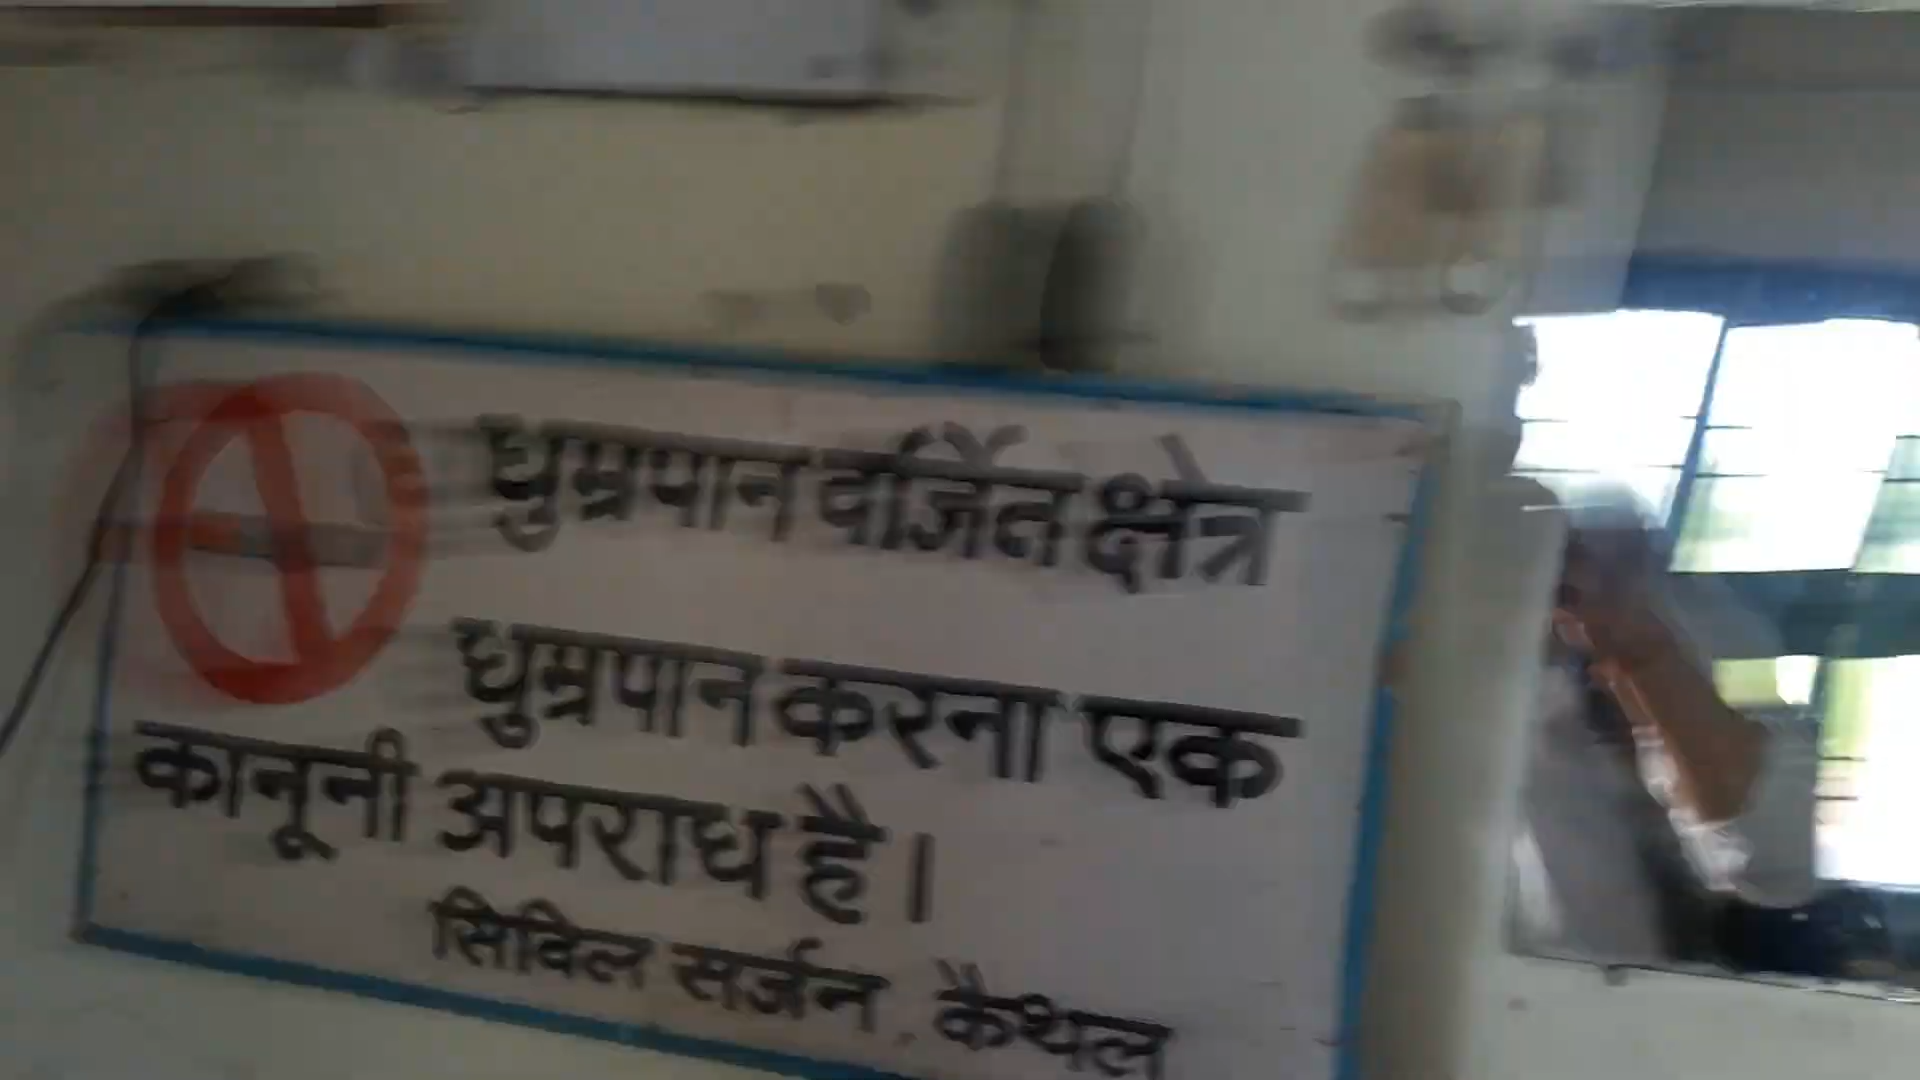 धुम्रपान वर्जित क्षेत्र
धुम्रपान करना एक
कानूनी अपराध है।
सिविल सर्जन, कैथल